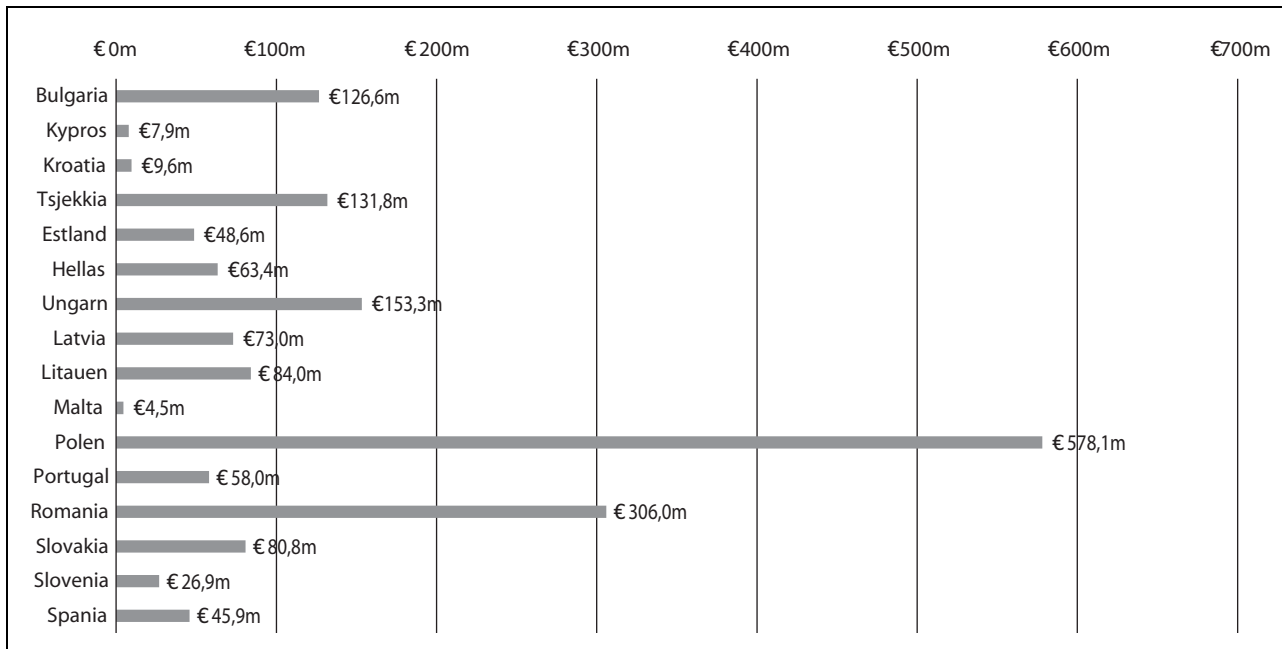 €0m €100m €200m €300m €400m €500m €600m €700m
Bulgaria €126,6m
Kypros €7,9m
Kroatia €9,6m
Tsjekkia €131,8m
Estland €48,6m
Hellas €63,4m
Ungarn €153,3m
Latvia €73,0m
Litauen €84,0m
Malta €4,5m
Polen €578,1m
Portugal €58,0m
Romania €306,0m
Slovakia €80,8m
Slovenia €26,9m
Spania €45,9m